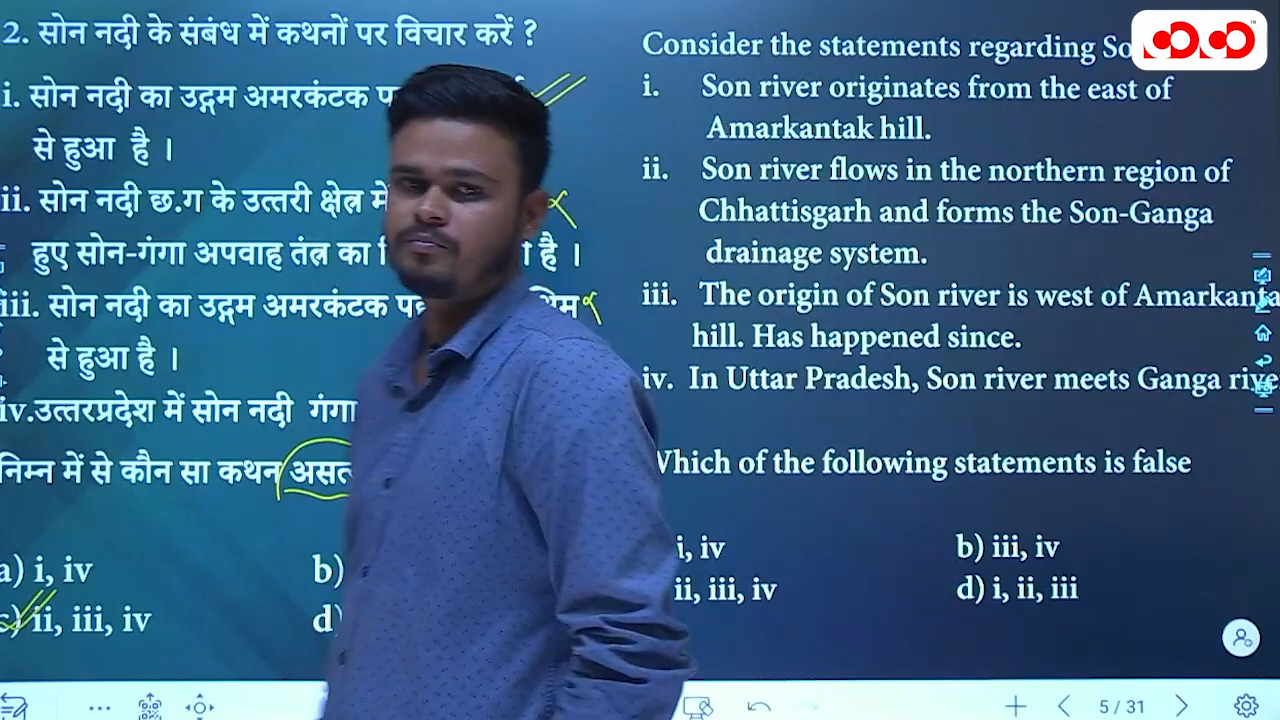 2. सोन नदी के संबंध में कथनों पर विचार करें ?
i. सोन नदी का उद्गम अमरकंटक
से हुआ है ।
ii. सोन नदी छ.ग के उत्तरी क्षेत्र में
हुए सोन-गंगा अपवाह तंत्र का है ।
iii. सोन नदी का उद्गम अमरकंटक
से हुआ है ।
iv.उत्तरप्रदेश में सोन नदी गंगा
निम्न में से कौन सा कथन
a) i, iv
b)
c) ii, iii, iv
d)
Consider the statements regarding
i. Son river originates from the east of
Amarkantak hill.
ii. Son river flows in the northern region of
Chhattisgarh and forms the Son-Ganga
drainage system.
iii. The origin of Son river is west of Amarkantak
hill. Has happened since.
iv. In Uttar Pradesh, Son river meets Ganga river
Which of the following statements is false
i, iv
b) iii, iv
ii, iii, iv
d) i, ii, iii
5 / 31